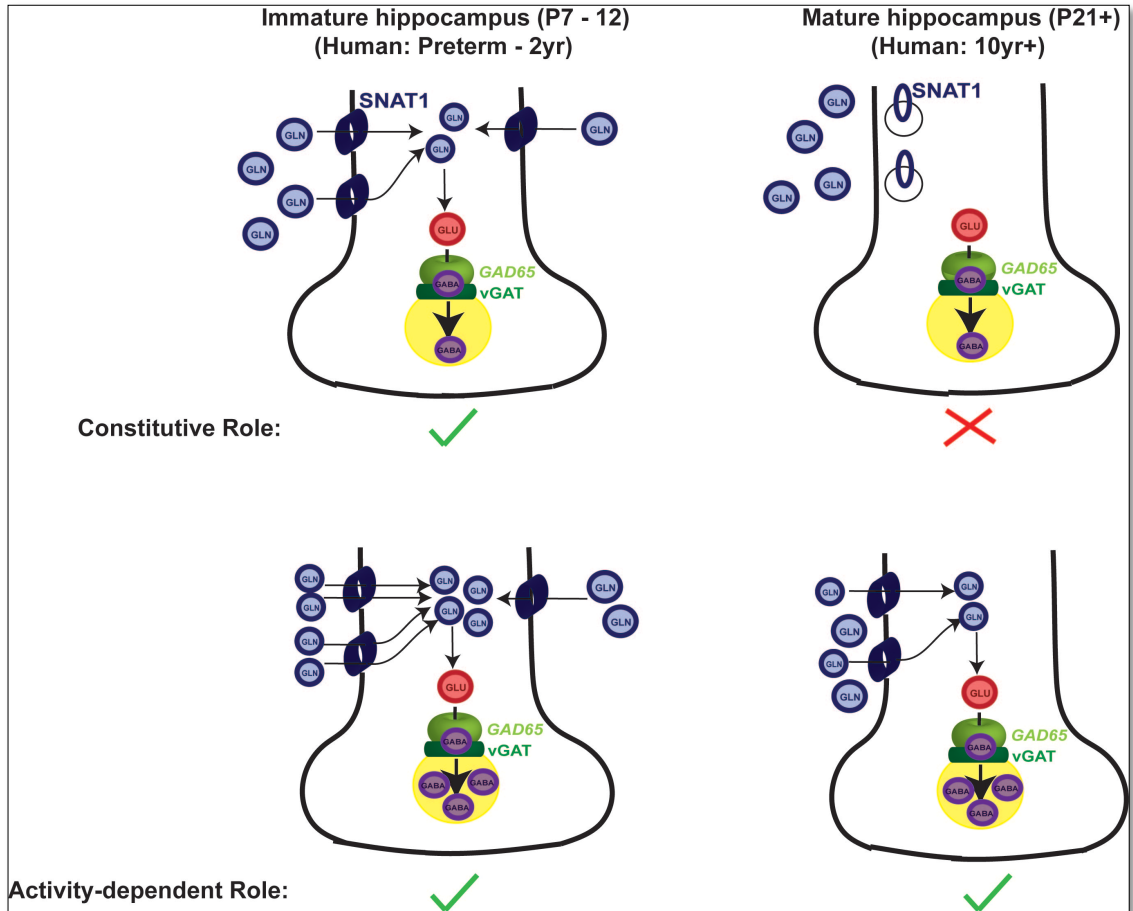 Immature hippocampus (P7 - 12)
(Human: Preterm - 2yr)
Mature hippocampus (P21+)
(Human: 10yr+)
SNAT1
GLN
GLN
GLN
GLN
GLN
GLN
GLN
GLU
GAD65
GABA
vGAT
GABA
Constitutive Role:
SNAT1
GLN
GLN
GLN
GLN
GLU
GAD65
GABA
vGAT
GABA
GLN
GLN
GLN
GLN
GLN
GLN
GLN
GLN
GLN
GLN
GLU
GAD65
GABA
vGAT
GABA
GABA
GABA
Activity-dependent Role:
GLN
GLN
GLN
GLN
GLN
GLN
GLU
GAD65
GABA
vGAT
GABA
GABA
GABA